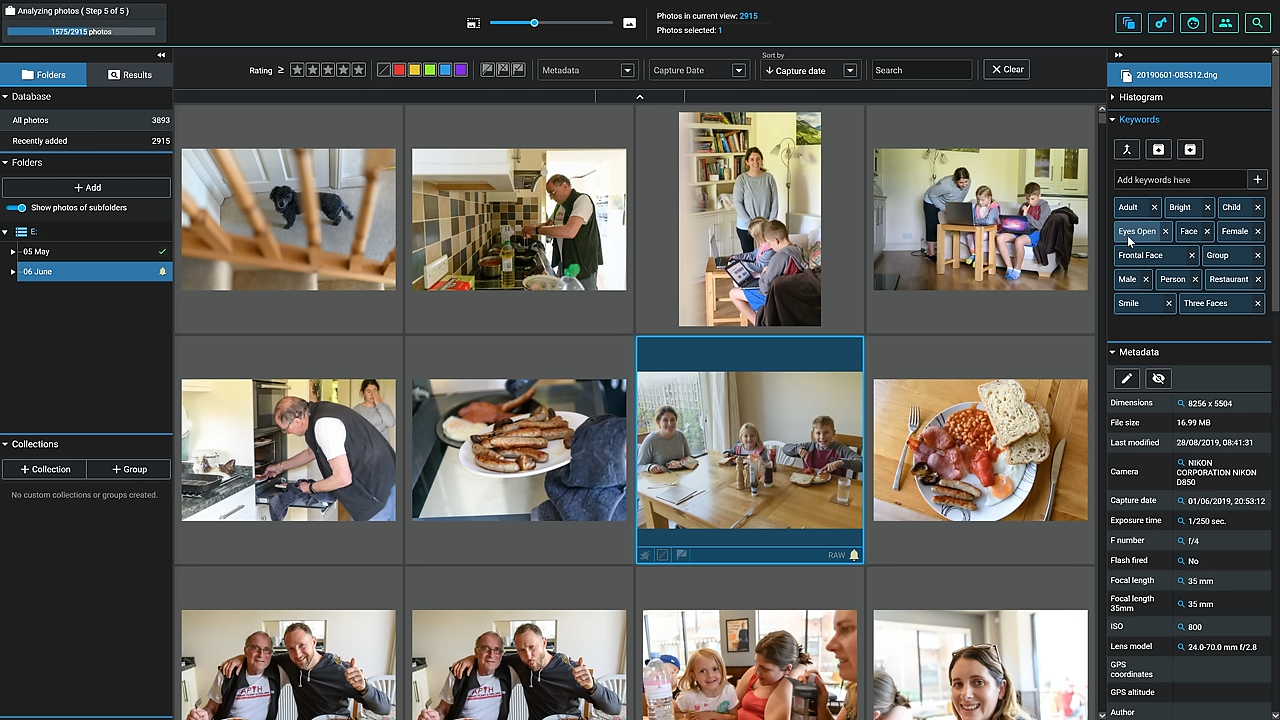 Analyzing photos ( Step 5 of 5 )
1575/2915 photos
Photos in current view: 2915
Photos selected: 1
Folders
Results
Database
All photos 3893
Recently added 2915
Folders
+ Add
Show photos of subfolders
E:
05 May
06 June
Collections
+ Collection
+ Group
No custom collections or groups created.
Rating ≥
Metadata
Capture Date
Sort by
Capture date
Search
Clear
RAW
20190601-085312.dng
Histogram
Keywords
Add keywords here
Adult Bright Child
Eyes Open Face Female
Frontal Face Group
Male Person Restaurant
Smile Three Faces
Metadata
Dimensions 8256 x 5504
File size 16.99 MB
Last modified 28/08/2019, 08:41:31
Camera NIKON CORPORATION NIKON D850
Capture date 01/06/2019, 20:53:12
Exposure time 1/250 sec.
F number f/4
Flash fired No
Focal length 35 mm
Focal length 35mm 35 mm
ISO 800
Lens model 24.0-70.0 mm f/2.8
GPS coordinates
GPS altitude
Author